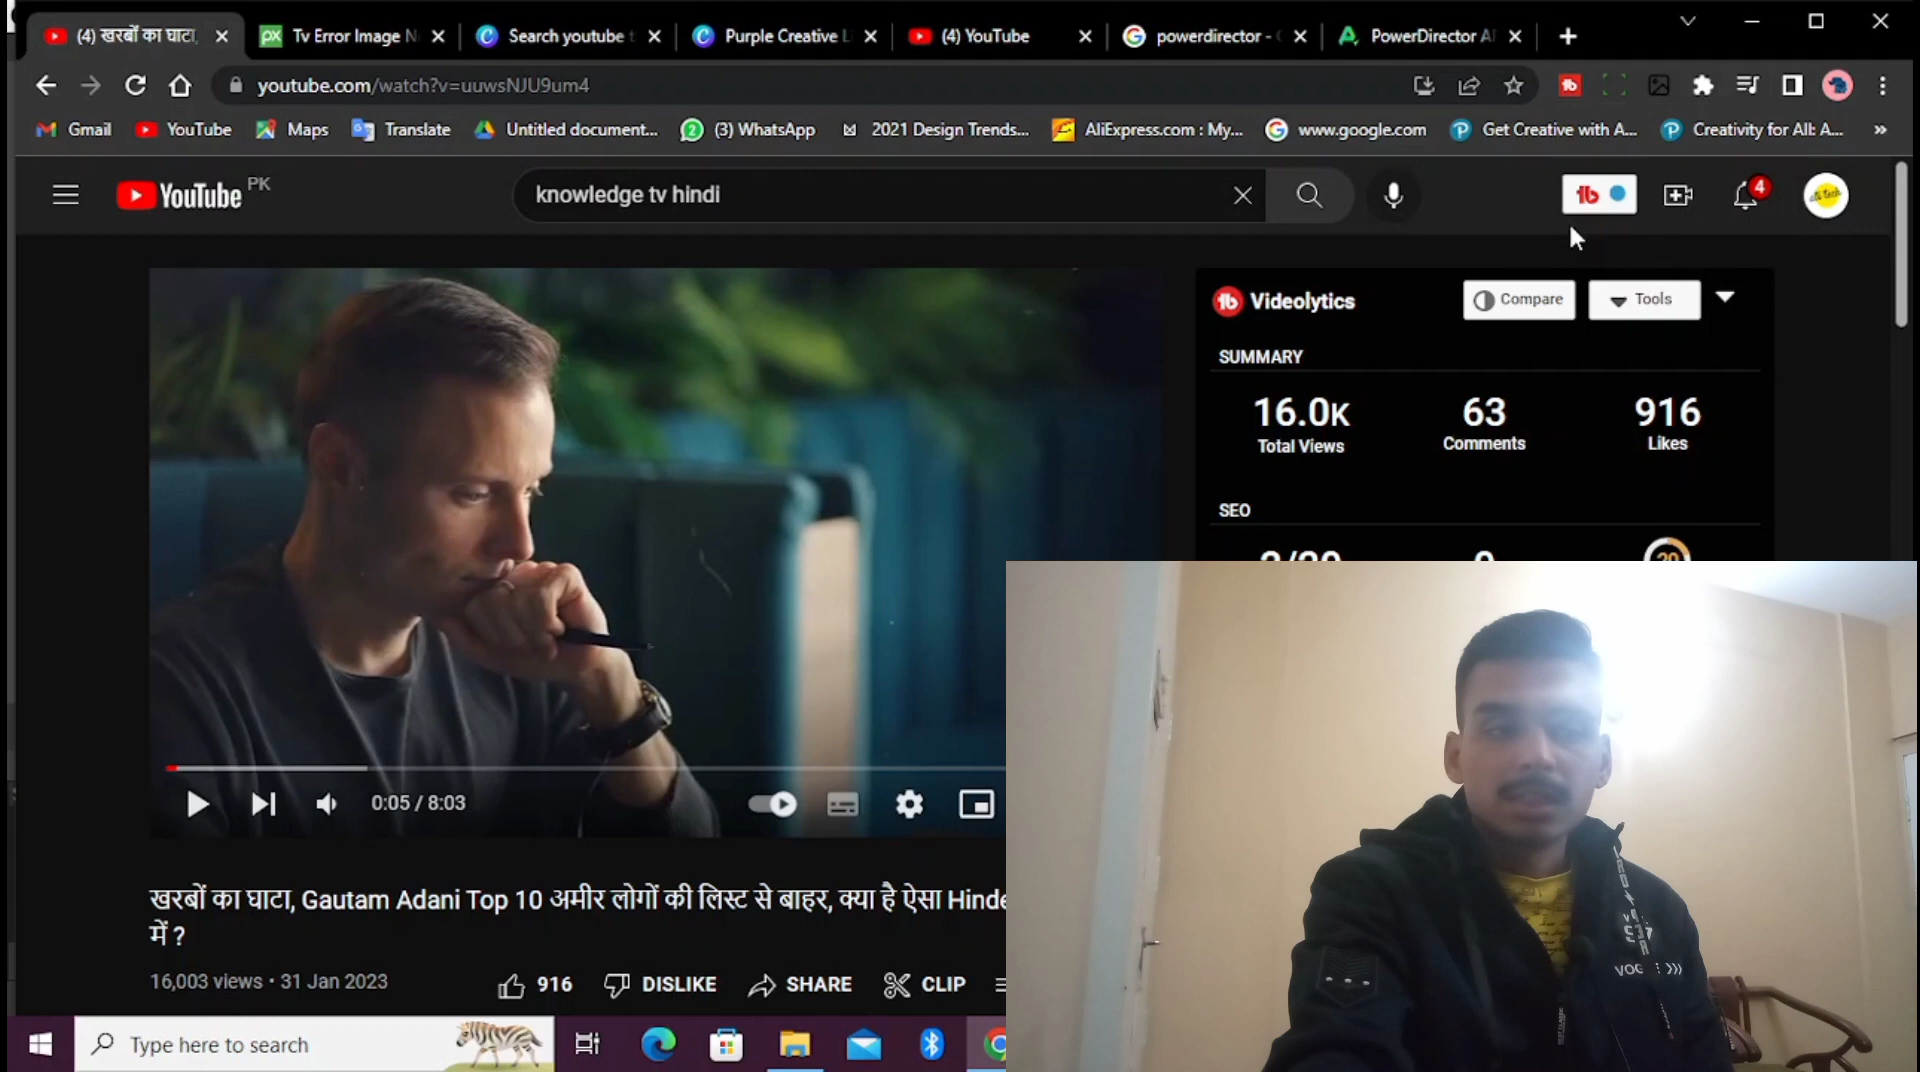 (4) खरबों का घाटा,
Tv Error Image N
Search youtube t
Purple Creative L
(4) YouTube
powerdirector -
PowerDirector A
youtube.com/watch?v=uuwsNJU9um4
Gmail
YouTube
Maps
Translate
Untitled document...
(3) WhatsApp
2021 Design Trends...
AliExpress.com : My...
www.google.com
Get Creative with A...
Creativity for All: A...
»
YouTube PK
knowledge tv hindi
4
Videolytics
Compare
Tools
SUMMARY
16.0K
63
916
Total Views
Comments
Likes
SEO
0:05 / 8:03
खरबों का घाटा, Gautam Adani Top 10 अमीर लोगों की लिस्ट से बाहर, क्या है ऐसा Hinde
में ?
16,003 views • 31 Jan 2023
916
DISLIKE
SHARE
CLIP
Type here to search